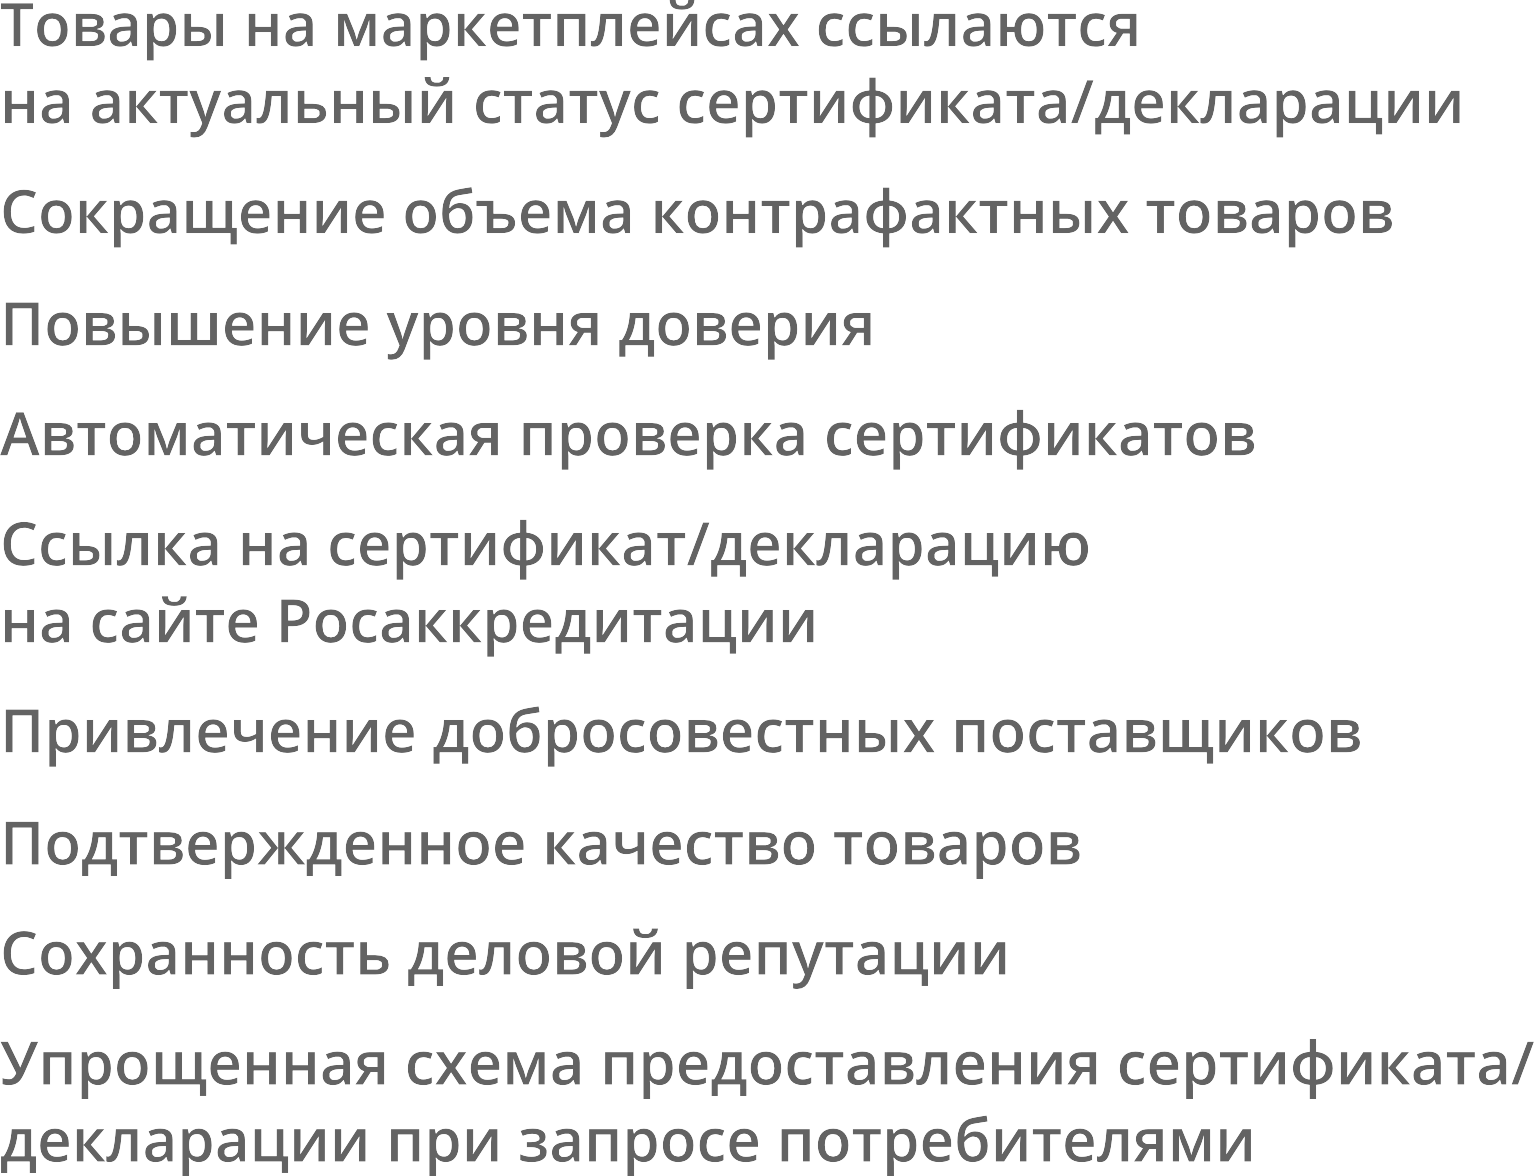 Товары на маркетплейсах ссылаются
на актуальный статус сертификата/декларации
Сокращение объема контрафактных товаров
Повышение уровня доверия
Автоматическая проверка сертификатов
Ссылка на сертификат/декларацию
на сайте Росаккредитации
Привлечение добросовестных поставщиков
Подтвержденное качество товаров
Сохранность деловой репутации
Упрощенная схема предоставления сертификата/
декларации при запросе потребителями